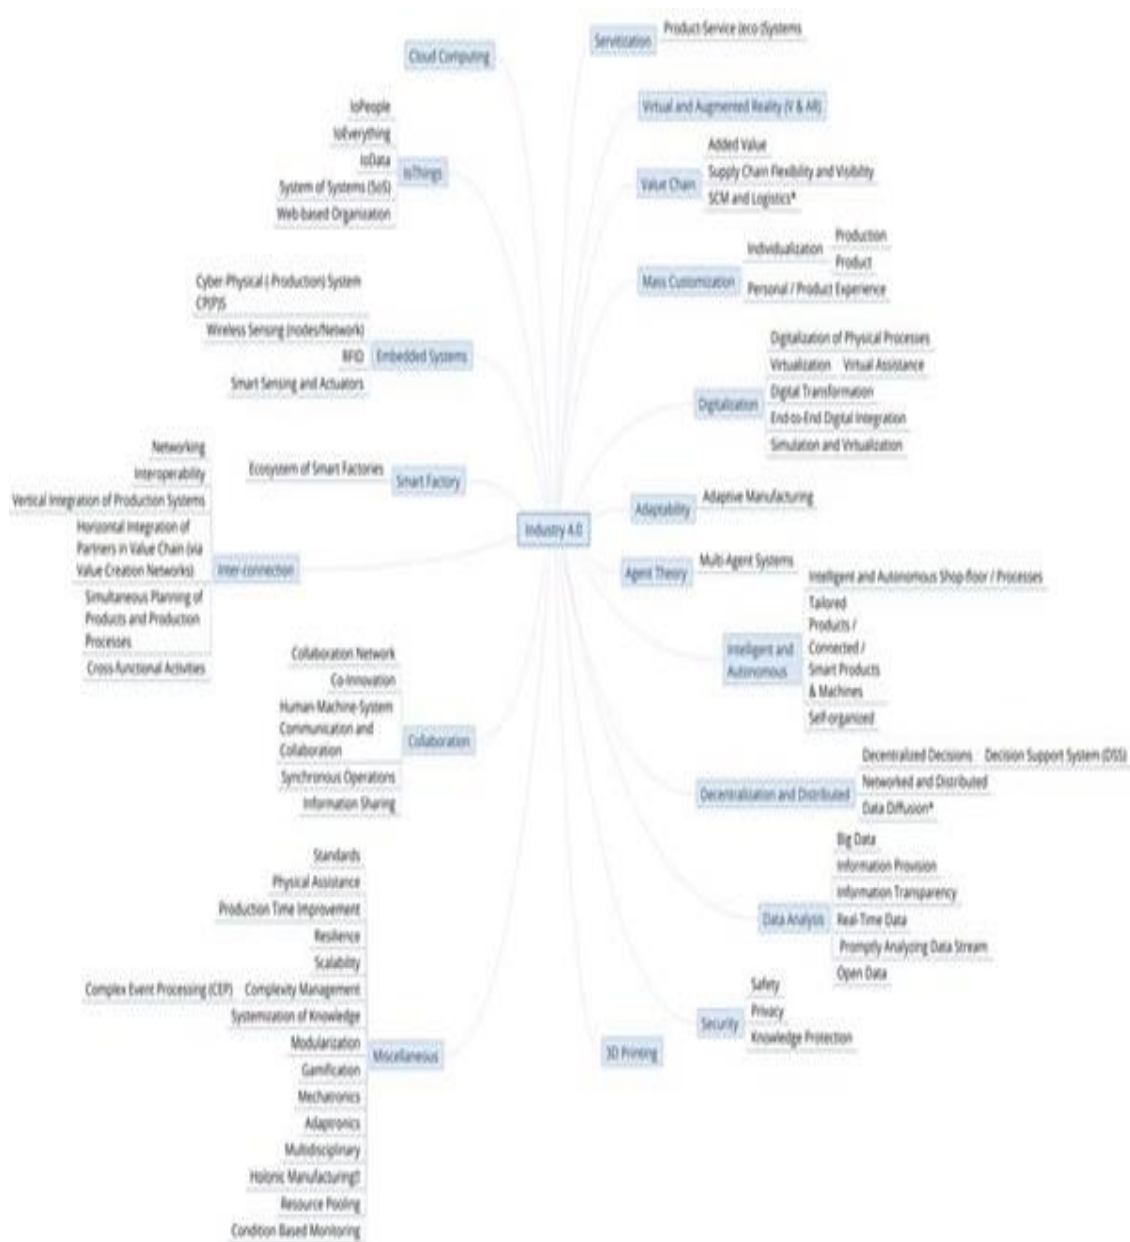 Industry 4.0
Cloud Computing
IoThings
IoPeople
IoEverything
IoData
System of Systems (SoS)
Web-based Organization
Embedded Systems
Cyber Physical (-Production) System
CP(P)S
Wireless Sensing (nodes/Network)
RFID
Smart Sensing and Actuators
Smart Factory
Ecosystem of Smart Factories
Inter-connection
Networking
Interoperability
Vertical Integration of Production Systems
Horizontal Integration of
Partners in Value Chain (via
Value Creation Networks)
Simultaneous Planning of
Products and Production
Processes
Cross-functional Activities
Collaboration
Collaboration Network
Co-Innovation
Human-Machine-System
Communication and
Collaboration
Synchronous Operations
Information Sharing
Miscellaneous
Standards
Physical Assistance
Production Time Improvement
Resilience
Scalability
Complexity Management
Complex Event Processing (CEP)
Systemization of Knowledge
Modularization
Gamification
Mechatronics
Adaptronics
Multidisciplinary
Holonic Manufacturing
Resource Pooling
Condition Based Monitoring
Servitization
Product-Service (eco-)Systems
Virtual and Augmented Reality (V & AR)
Value Chain
Added Value
Supply Chain Flexibility and Visibility
SCM and Logistics*
Mass Customization
Individualization
Production
Product
Personal / Product Experience
Digitalization
Digitalization of Physical Processes
Virtualization
Virtual Assistance
Digital Transformation
End-to-End Digital Integration
Simulation and Virtualization
Adaptability
Adaptive Manufacturing
Agent Theory
Multi-Agent Systems
Intelligent and
Autonomous
Intelligent and Autonomous Shop-floor / Processes
Tailored
Products /
Connected /
Smart Products
& Machines
Self-organized
Decentralization and Distributed
Decentralized Decisions
Decision Support System (DSS)
Networked and Distributed
Data Diffusion*
Data Analysis
Big Data
Information Provision
Information Transparency
Real-Time Data
Promptly Analyzing Data Stream
Open Data
Security
Safety
Privacy
Knowledge Protection
3D Printing